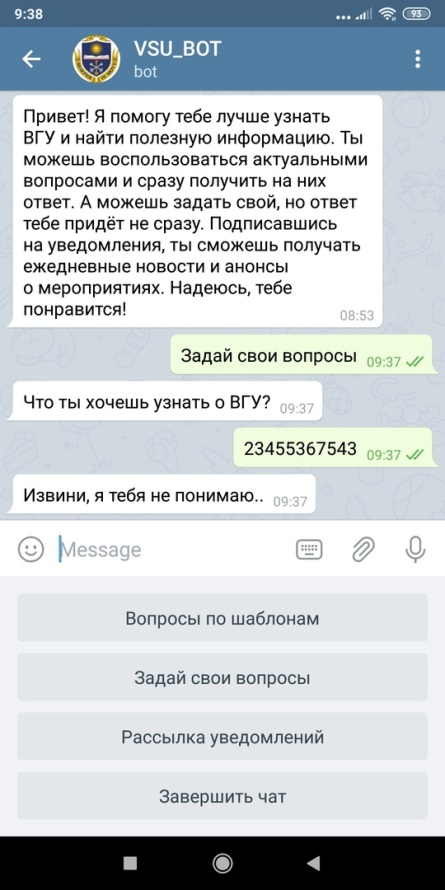 9:38
93
VSU_BOT
bot
Привет! Я помогу тебе лучше узнать
ВГУ и найти полезную информацию. Ты
можешь воспользоваться актуальными
вопросами и сразу получить на них
ответ. А можешь задать свой, но ответ
тебе придёт не сразу. Подписавшись
на уведомления, ты сможешь получать
ежедневные новости и анонсы
о мероприятиях. Надеюсь, тебе
понравится!
08:53
Задай свои вопросы 09:37
Что ты хочешь узнать о ВГУ? 09:37
23455367543 09:37
Извини, я тебя не понимаю.. 09:37
Message
Вопросы по шаблонам
Задай свои вопросы
Рассылка уведомлений
Завершить чат